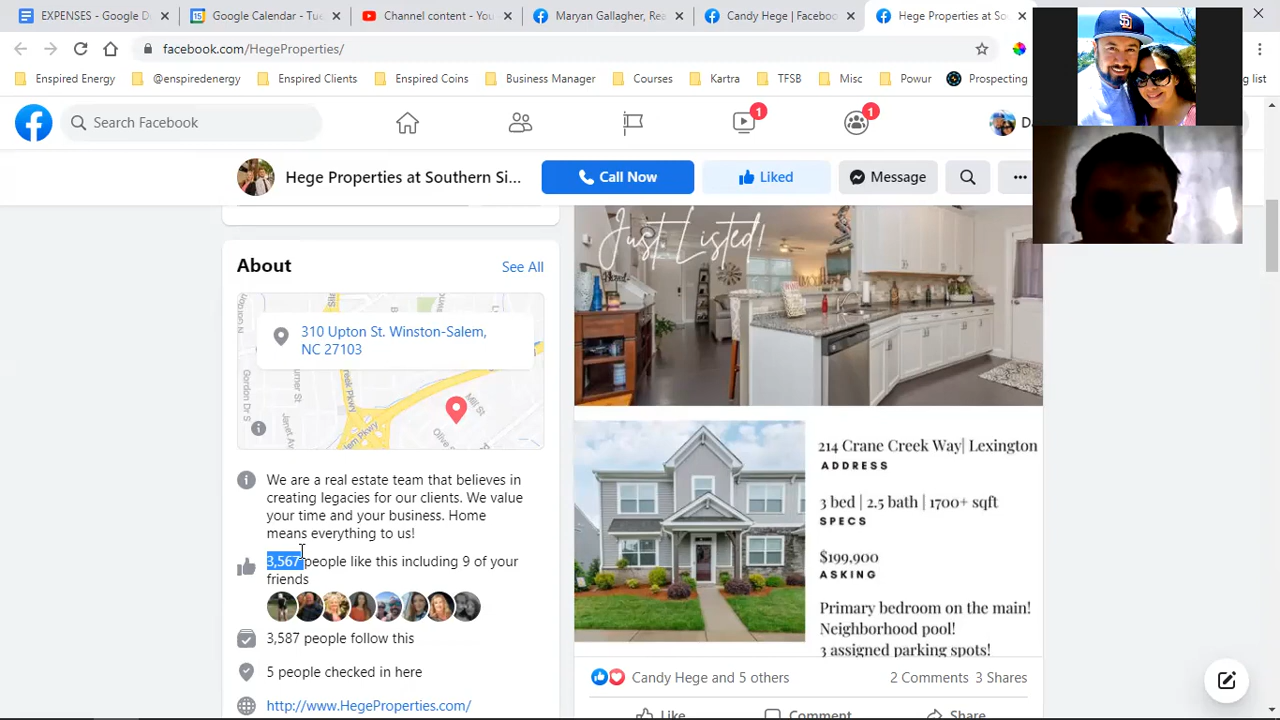 EXPENSES - Google D
Google Calendar - Tue
Channel content - You
Maryan Gallagher, Rea
Candy Hege | Facebook
Hege Properties at So
facebook.com/HegeProperties/
Enspired Energy
@enspiredenergy
Enspired Clients
Enspired Coins
Business Manager
Courses
Kartra
TFSB
Misc
Powur
Prospecting
g list
Search Facebook
1
1
Hege Properties at Southern Si...
Call Now
Liked
Message
About
See All
310 Upton St. Winston-Salem,
NC 27103
We are a real estate team that believes in
creating legacies for our clients. We value
your time and your business. Home
means everything to us!
3,567 people like this including 9 of your
friends
3,587 people follow this
5 people checked in here
http://www.HegeProperties.com/
Just Listed!
214 Crane Creek Way| Lexington
ADDRESS
3 bed | 2.5 bath | 1700+ sqft
SPECS
$199,900
ASKING
Primary bedroom on the main!
Neighborhood pool!
3 assigned parking spots!
Candy Hege and 5 others
2 Comments 3 Shares
Like
Comment
Share